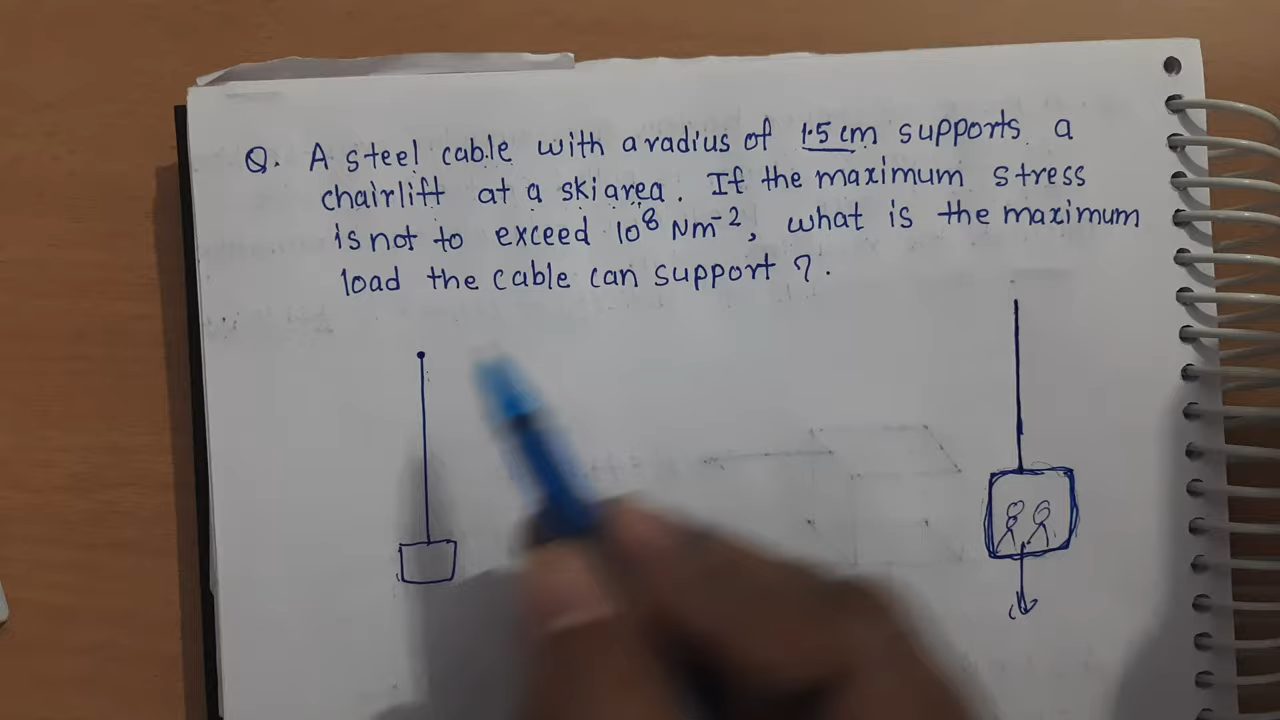 Q. A steel cable with a radius of 1.5 cm supports a
chairlift at a ski area. If the maximum stress
is not to exceed 10⁸ Nm⁻², what is the maximum
load the cable can support ?.